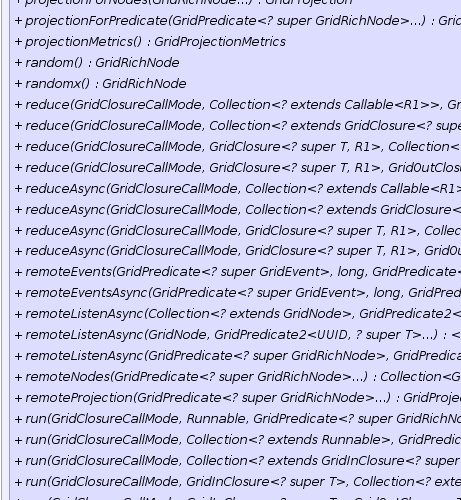 + projectionForNodes(GridRichNode...) : GridProjection
+ projectionForPredicate(GridPredicate<? super GridRichNode>...) : Grid
+ projectionMetrics() : GridProjectionMetrics
+ random() : GridRichNode
+ randomx() : GridRichNode
+ reduce(GridClosureCallMode, Collection<? extends Callable<R1>>, Gr
+ reduce(GridClosureCallMode, Collection<? extends GridClosure<? supe
+ reduce(GridClosureCallMode, GridClosure<? super T, R1>, Collection<
+ reduce(GridClosureCallMode, GridClosure<? super T, R1>, GridOutClos
+ reduceAsync(GridClosureCallMode, Collection<? extends Callable<R1>
+ reduceAsync(GridClosureCallMode, Collection<? extends GridClosure<
+ reduceAsync(GridClosureCallMode, GridClosure<? super T, R1>, Collec
+ reduceAsync(GridClosureCallMode, GridClosure<? super T, R1>, GridOu
+ remoteEvents(GridPredicate<? super GridEvent>, long, GridPredicate<
+ remoteEventsAsync(GridPredicate<? super GridEvent>, long, GridPred
+ remoteListenAsync(Collection<? extends GridNode>, GridPredicate2<
+ remoteListenAsync(GridNode, GridPredicate2<UUID, ? super T>...) : <
+ remoteListenAsync(GridPredicate<? super GridRichNode>, GridPredica
+ remoteNodes(GridPredicate<? super GridRichNode>...) : Collection<G
+ remoteProjection(GridPredicate<? super GridRichNode>...) : GridProje
+ run(GridClosureCallMode, Runnable, GridPredicate<? super GridRichNo
+ run(GridClosureCallMode, Collection<? extends Runnable>, GridPredic
+ run(GridClosureCallMode, Collection<? extends GridInClosure<? super
+ run(GridClosureCallMode, GridInClosure<? super T>, Collection<? exte